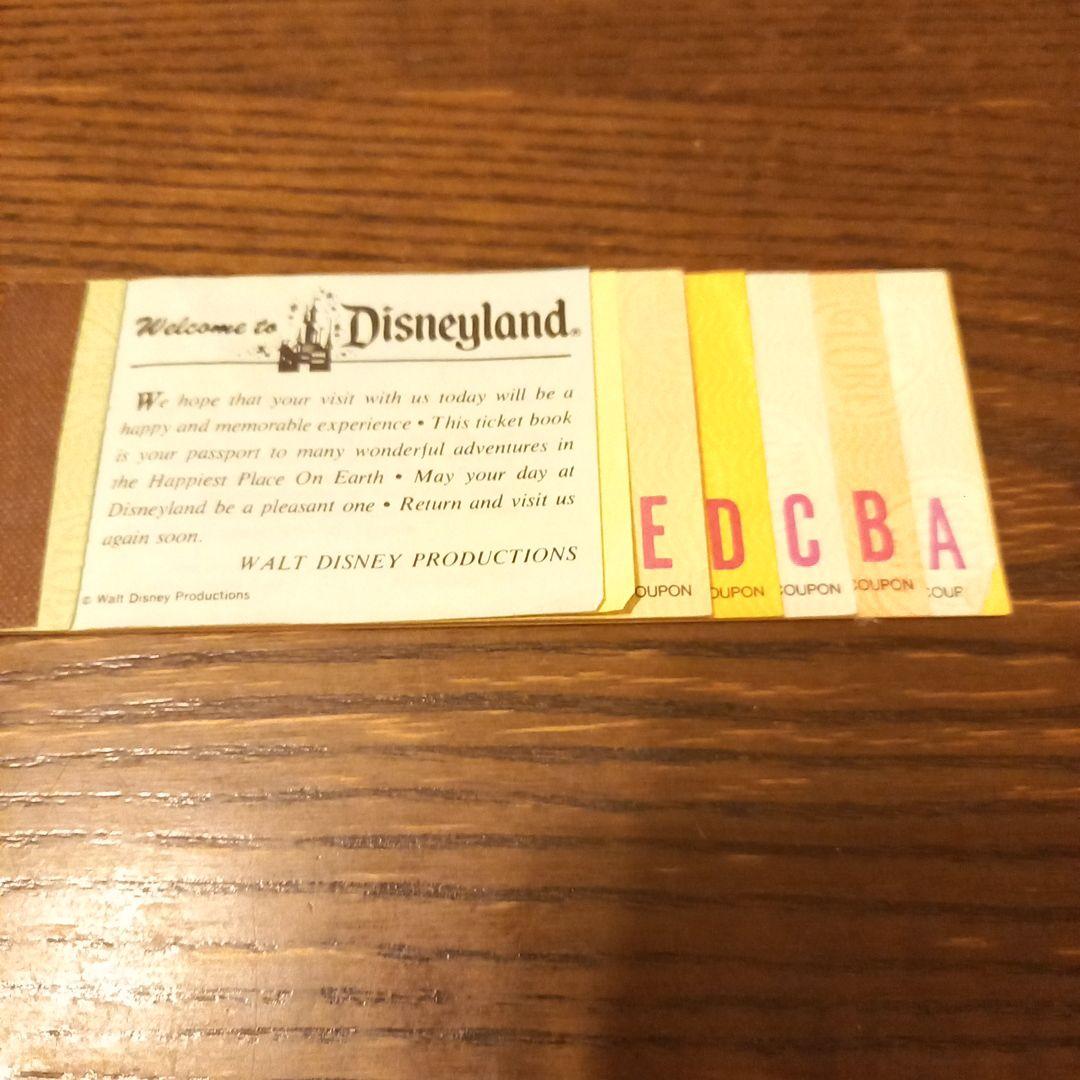 Welcome to Disneyland®
We hope that your visit with us today will be a
happy and memorable experience • This ticket book
is your passport to many wonderful adventures in
the Happiest Place On Earth • May your day at
Disneyland be a pleasant one • Return and visit us
again soon.
WALT DISNEY PRODUCTIONS
© Walt Disney Productions
E
OUPON
D
OUPON
C
COUPON
B
COUPON
A
COUP